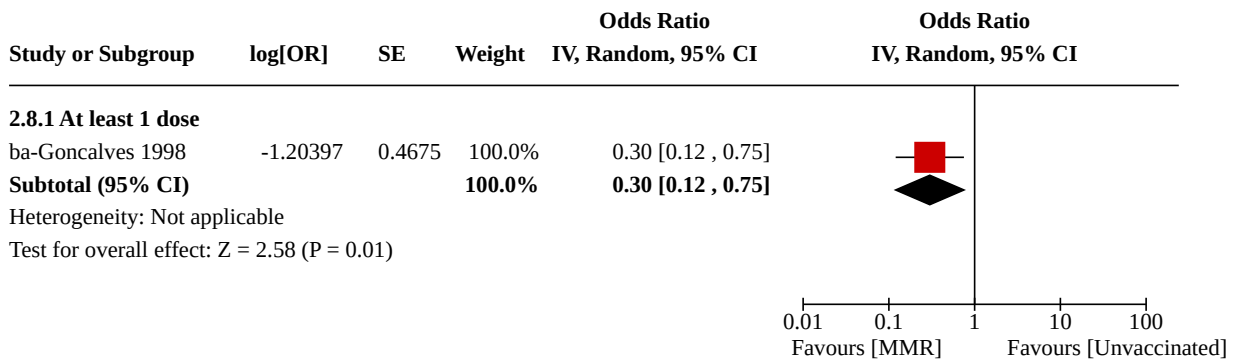 Odds Ratio Odds Ratio
Study or Subgroup log[OR] SE Weight IV, Random, 95% CI IV, Random, 95% CI
2.8.1 At least 1 dose
ba-Goncalves 1998 -1.20397 0.4675 100.0% 0.30 [0.12 , 0.75]
Subtotal (95% CI) 100.0% 0.30 [0.12 , 0.75]
Heterogeneity: Not applicable
Test for overall effect: Z = 2.58 (P = 0.01)
0.01 0.1 1 10 100
Favours [MMR] Favours [Unvaccinated]